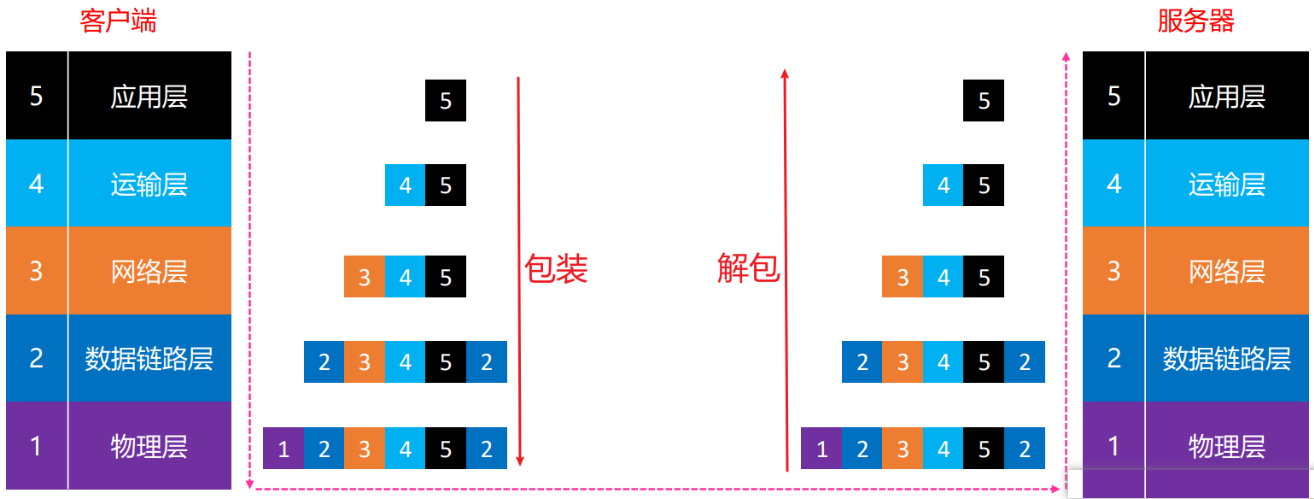 客户端 服务器
5 应用层 5 5 5 应用层
4 运输层 4 5 4 5 4 运输层
3 网络层 3 4 5 包装 解包 3 4 5 3 网络层
2 数据链路层 2 3 4 5 2 2 3 4 5 2 2 数据链路层
1 物理层 1 2 3 4 5 2 1 2 3 4 5 2 1 物理层